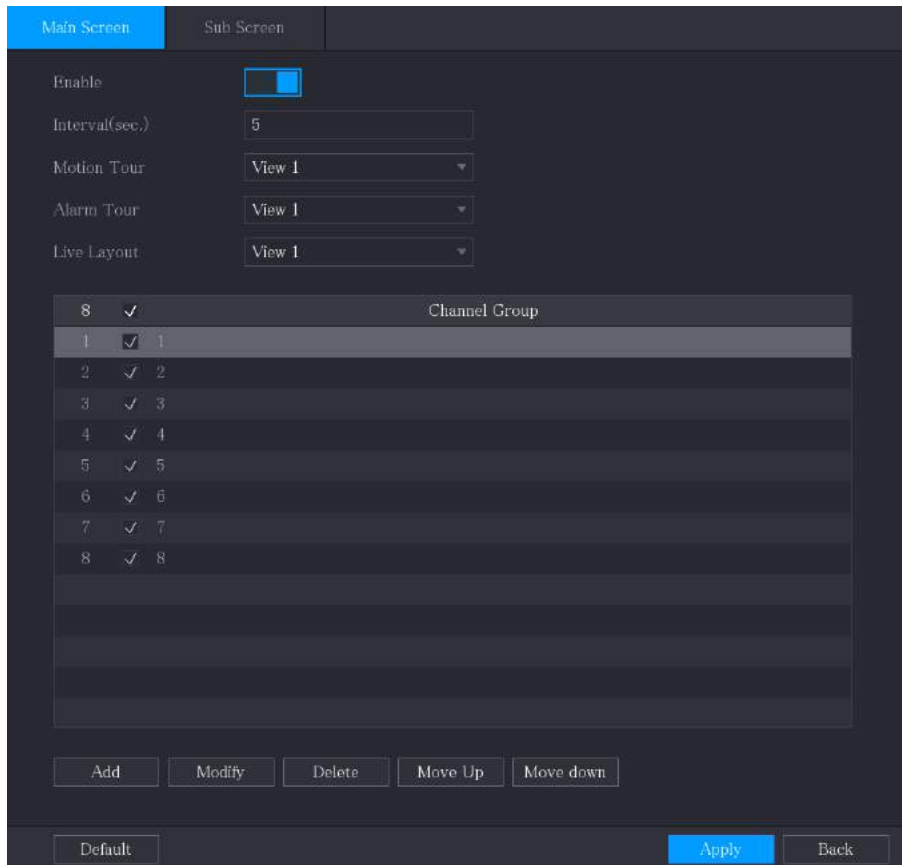 Main Screen Sub Screen
Enable
Interval(sec.) 5
Motion Tour View 1
Alarm Tour View 1
Live Layout View 1
8 Channel Group
1 1
2 2
3 3
4 4
5 5
6 6
7 7
8 8
Add Modify Delete Move Up Move down
Default Apply Back